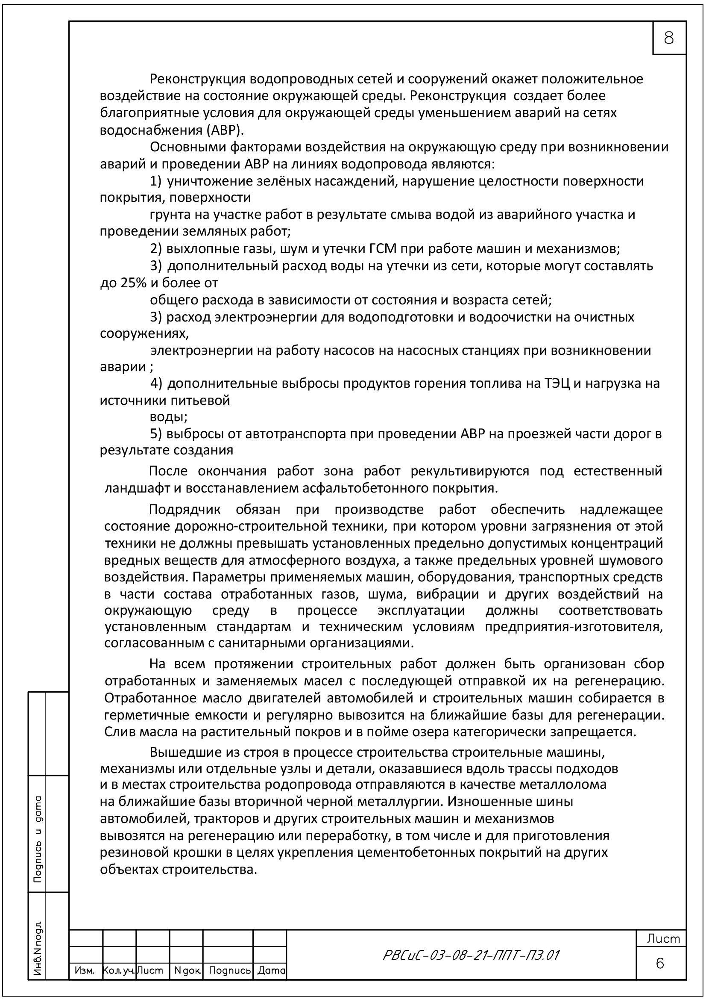 8
Реконструкция водопроводных сетей и сооружений окажет положительное
воздействие на состояние окружающей среды. Реконструкция создает более
благоприятные условия для окружающей среды уменьшением аварий на сетях
водоснабжения (АВР).
Основными факторами воздействия на окружающую среду при возникновении
аварий и проведении АВР на линиях водопровода являются:
1) уничтожение зелёных насаждений, нарушение целостности поверхности
покрытия, поверхности
грунта на участке работ в результате смыва водой из аварийного участка и
проведении земляных работ;
2) выхлопные газы, шум и утечки ГСМ при работе машин и механизмов;
3) дополнительный расход воды на утечки из сети, которые могут составлять
до 25% и более от
общего расхода в зависимости от состояния и возраста сетей;
3) расход электроэнергии для водоподготовки и водоочистки на очистных
сооружениях,
электроэнергии на работу насосов на насосных станциях при возникновении
аварии ;
4) дополнительные выбросы продуктов горения топлива на ТЭЦ и нагрузка на
источники питьевой
воды;
5) выбросы от автотранспорта при проведении АВР на проезжей части дорог в
результате создания
После окончания работ зона работ рекультивируются под естественный
ландшафт и восстанавлением асфальтобетонного покрытия.
Подрядчик обязан при производстве работ обеспечить надлежащее
состояние дорожно-строительной техники, при котором уровни загрязнения от этой
техники не должны превышать установленных предельно допустимых концентраций
вредных веществ для атмосферного воздуха, а также предельных уровней шумового
воздействия. Параметры применяемых машин, оборудования, транспортных средств
в части состава отработанных газов, шума, вибрации и других воздействий на
окружающую среду в процессе эксплуатации должны соответствовать
установленным стандартам и техническим условиям предприятия-изготовителя,
согласованным с санитарными организациями.
На всем протяжении строительных работ должен быть организован сбор
отработанных и заменяемых масел с последующей отправкой их на регенерацию.
Отработанное масло двигателей автомобилей и строительных машин собирается в
герметичные емкости и регулярно вывозится на ближайшие базы для регенерации.
Слив масла на растительный покров и в пойме озера категорически запрещается.
Вышедшие из строя в процессе строительства строительные машины,
механизмы или отдельные узлы и детали, оказавшиеся вдоль трассы подходов
и в местах строительства родопровода отправляются в качестве металлолома
на ближайшие базы вторичной черной металлургии. Изношенные шины
автомобилей, тракторов и других строительных машин и механизмов
вывозятся на регенерацию или переработку, в том числе и для приготовления
резиновой крошки в целях укрепления цементобетонных покрытий на других
объектах строительства.
Подпись и дата
Инв.N подл.
Изм. Кол.уч. Лист N док. Подпись Дата
РВСиС-03-08-21-ППТ-ПЗ.01
Лист
6